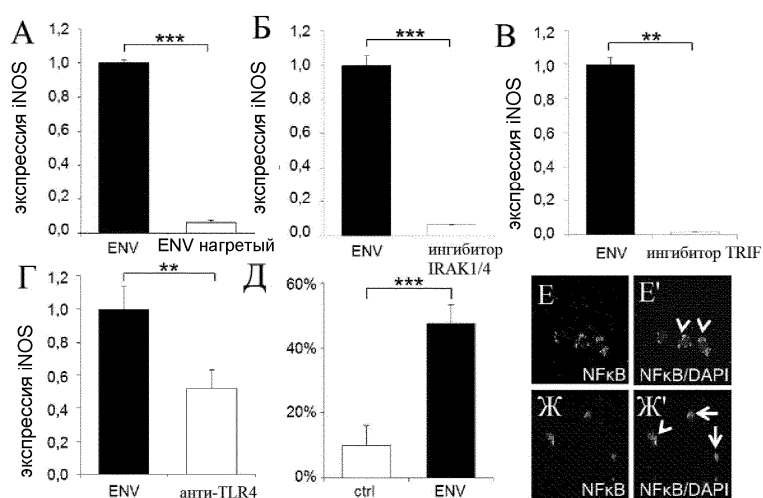 А
экспрессия iNOS
1,2
1,0
0,8
0,6
0,4
0,2
0,0
***
ENV
ENV нагретый
Б
экспрессия iNOS
1,2
1,0
0,8
0,6
0,4
0,2
0,0
***
ENV
ингибитор
IRAK1/4
В
экспрессия iNOS
1,2
1,0
0,8
0,6
0,4
0,2
0,0
**
ENV
ингибитор TRIF
Г
экспрессия iNOS
1,2
1,0
0,8
0,6
0,4
0,2
0,0
**
ENV
анти-TLR4
Д
60%
40%
20%
0%
***
ctrl
ENV
Е
NFκB
Е'
NFκB/DAPI
Ж
NFκB
Ж'
NFκB/DAPI